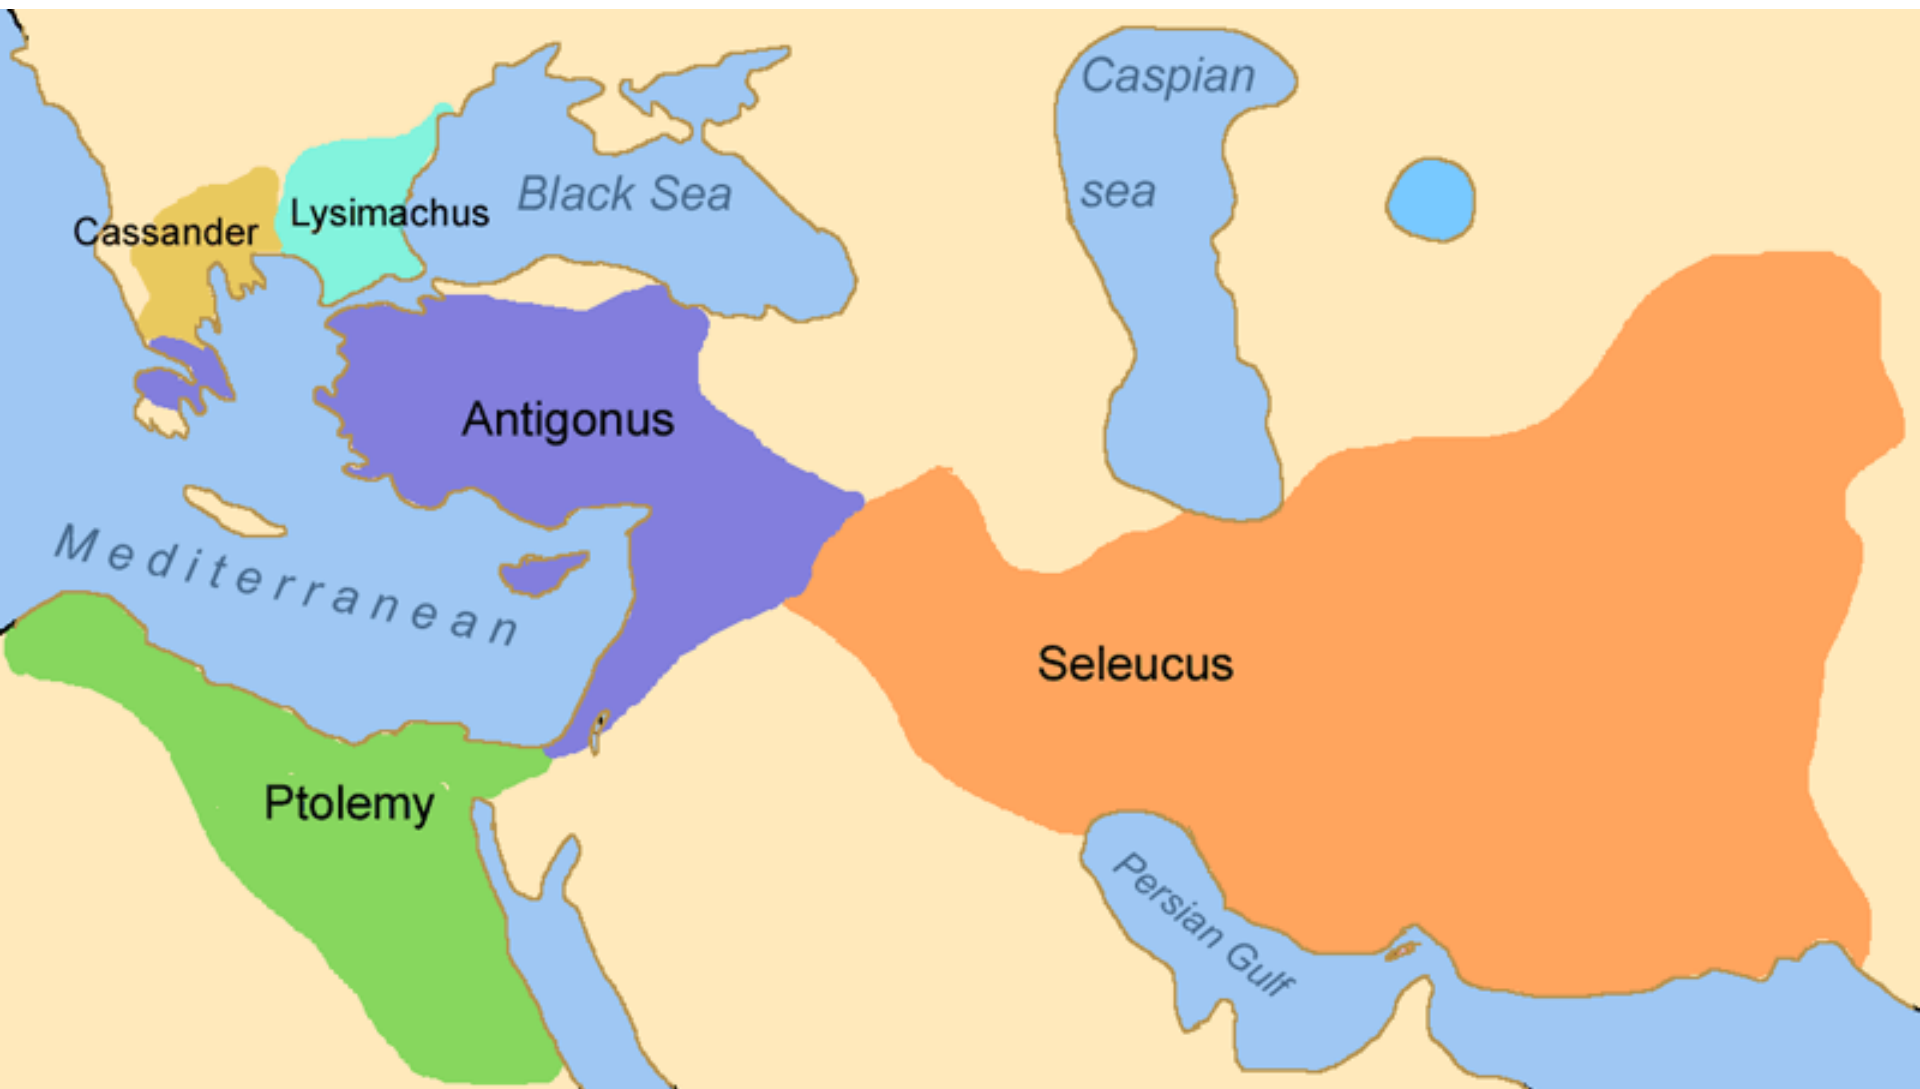 Caspian
sea
Black Sea
Lysimachus
Cassander
Antigonus
Mediterranean
Seleucus
Ptolemy
Persian Gulf